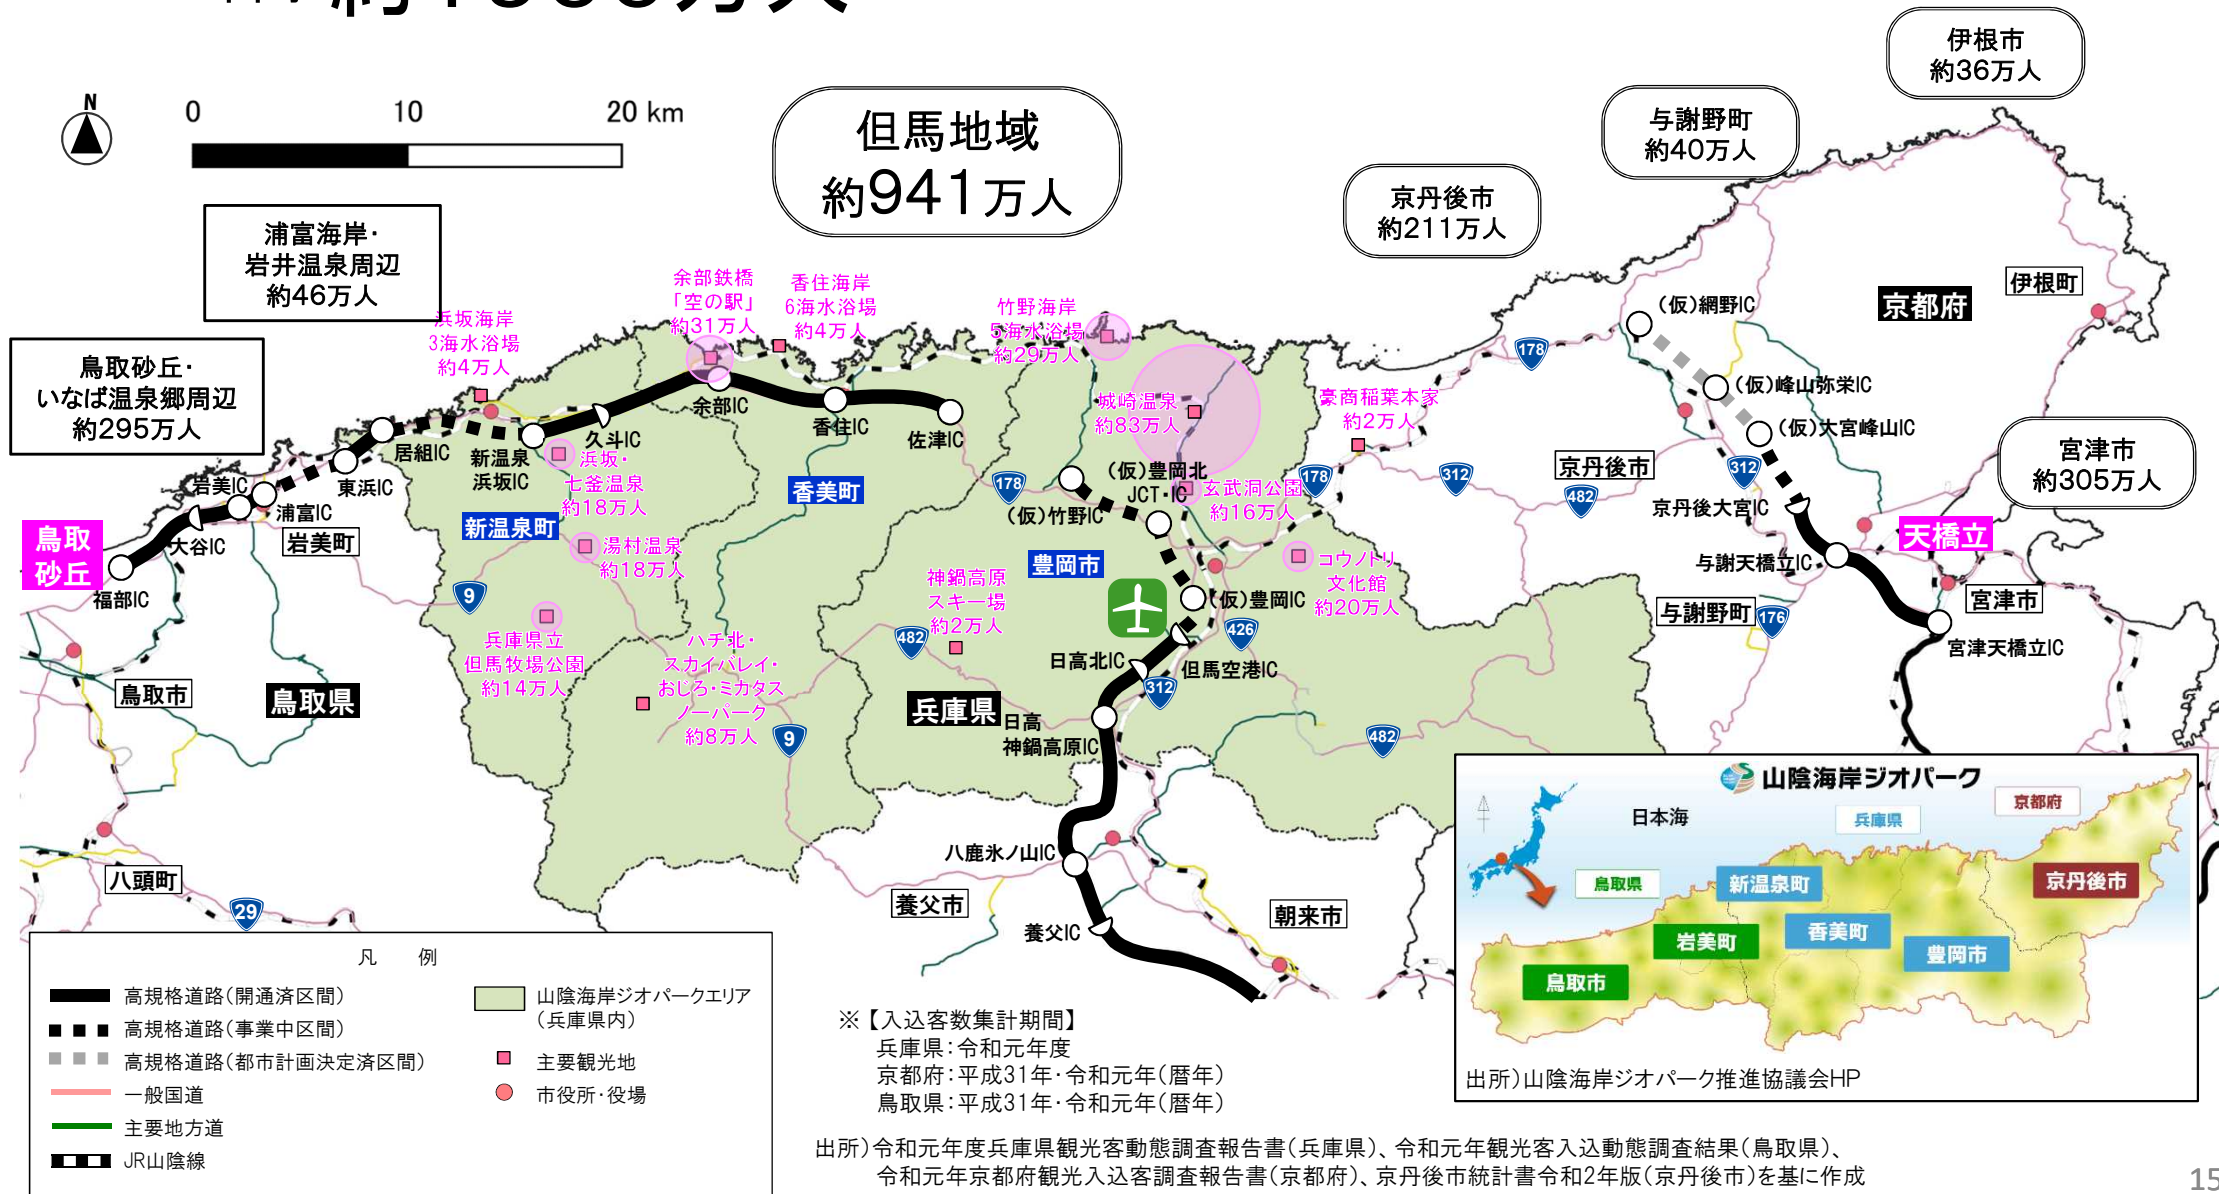 N
0 10 20 km
但馬地域
約941万人
伊根市
約36万人
与謝野町
約40万人
京丹後市
約211万人
宮津市
約305万人
浦富海岸・
岩井温泉周辺
約46万人
鳥取砂丘・
いなば温泉郷周辺
約295万人
浜坂海岸
3海水浴場
約4万人
余部鉄橋
「空の駅」
約31万人
香住海岸
6海水浴場
約4万人
竹野海岸
5海水浴場
約29万人
城崎温泉
約83万人
豪商稲葉本家
約2万人
玄武洞公園
約16万人
コウノトリ
文化館
約20万人
浜坂・
七釜温泉
約18万人
湯村温泉
約18万人
兵庫県立
但馬牧場公園
約14万人
ハチ北・
スカイバレイ・
おじろ・ミカタス
ノーパーク
約8万人
神鍋高原
スキー場
約2万人
鳥取
砂丘
天橋立
福部IC
大谷IC
岩美IC
浦富IC
東浜IC
居組IC
新温泉
浜坂IC
久斗IC
余部IC
香住IC
佐津IC
(仮)竹野IC
(仮)豊岡北
JCT・IC
(仮)豊岡IC
但馬空港IC
日高北IC
日高
神鍋高原IC
八鹿氷ノ山IC
養父IC
(仮)網野IC
(仮)峰山弥栄IC
(仮)大宮峰山IC
京丹後大宮IC
与謝天橋立IC
宮津天橋立IC
岩美町
新温泉町
香美町
豊岡市
京丹後市
伊根町
京都府
与謝野町
宮津市
鳥取市
鳥取県
兵庫県
八頭町
養父市
朝来市
9
9
29
178
178
178
312
312
312
482
482
482
426
176
凡 例
高規格道路(開通済区間)
高規格道路(事業中区間)
高規格道路(都市計画決定済区間)
一般国道
主要地方道
JR山陰線
山陰海岸ジオパークエリア
(兵庫県内)
主要観光地
市役所・役場
※【入込客数集計期間】
兵庫県:令和元年度
京都府:平成31年・令和元年(暦年)
鳥取県:平成31年・令和元年(暦年)
山陰海岸ジオパーク
日本海
京都府
兵庫県
鳥取県
新温泉町
京丹後市
岩美町
香美町
豊岡市
鳥取市
出所)山陰海岸ジオパーク推進協議会HP
出所)令和元年度兵庫県観光客動態調査報告書(兵庫県)、令和元年観光客入込動態調査結果(鳥取県)、
令和元年京都府観光入込客調査報告書(京都府)、京丹後市統計書令和2年版(京丹後市)を基に作成
15